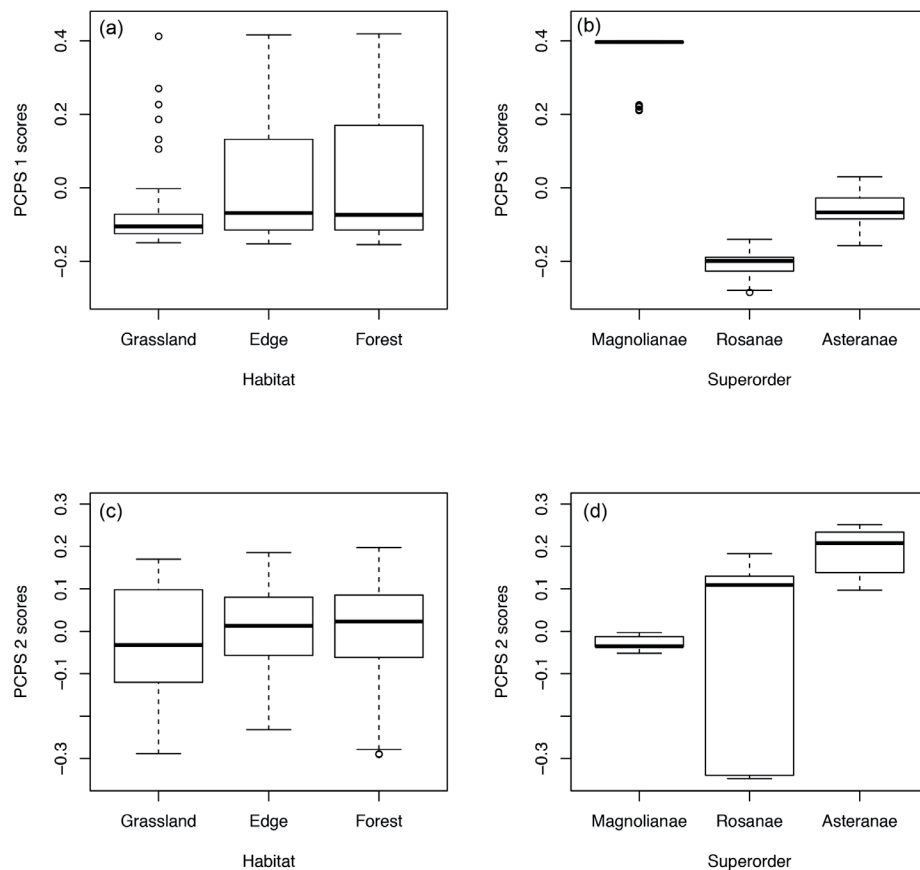 (a)
PCPS 1 scores
0.4
0.2
0.0
−0.2
Grassland Edge Forest
Habitat
(b)
PCPS 1 scores
0.4
0.2
0.0
−0.2
Magnolianae Rosanae Asteranae
Superorder
(c)
PCPS 2 scores
0.3
0.2
0.1
0.0
−0.1
−0.3
Grassland Edge Forest
Habitat
(d)
PCPS 2 scores
0.3
0.2
0.1
0.0
−0.1
−0.3
Magnolianae Rosanae Asteranae
Superorder